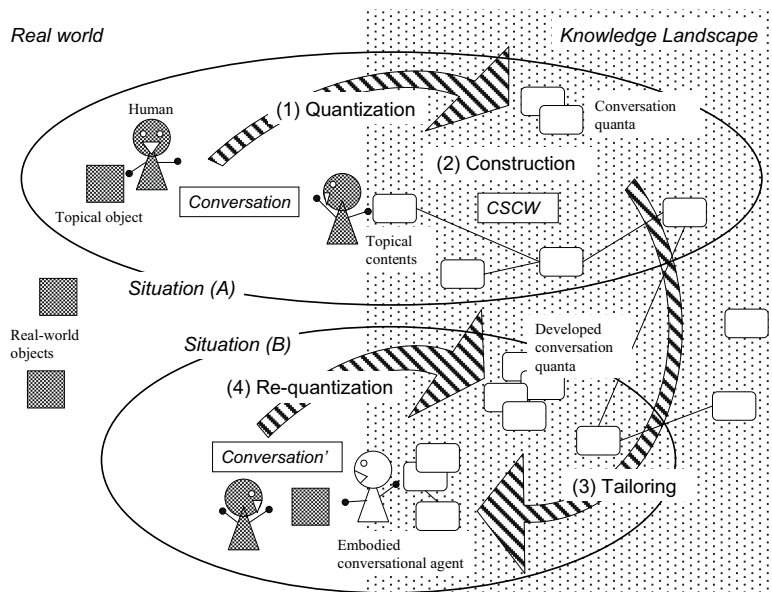 Real world
Knowledge Landscape
Human
(1) Quantization
Conversation
quanta
(2) Construction
Conversation
CSCW
Topical object
Topical
contents
Situation (A)
Real-world
objects
Situation (B)
Developed
conversation
quanta
(4) Re-quantization
Conversation’
(3) Tailoring
Embodied
conversational agent